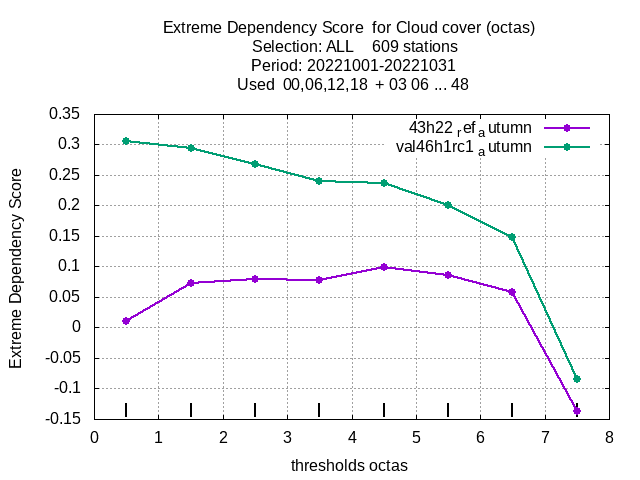 Extreme Dependency Score  for Cloud cover (octas)
Selection: ALL    609 stations
Period: 20221001-20221031
Used  00,06,12,18  + 03 06 ... 48
0.35
0.3
0.25
0.2
0.15
0.1
0.05
0
-0.05
-0.1
-0.15
Extreme Dependency Score
43h22 ref autumn
val46h1rc1 autumn
0 1 2 3 4 5 6 7 8
thresholds octas